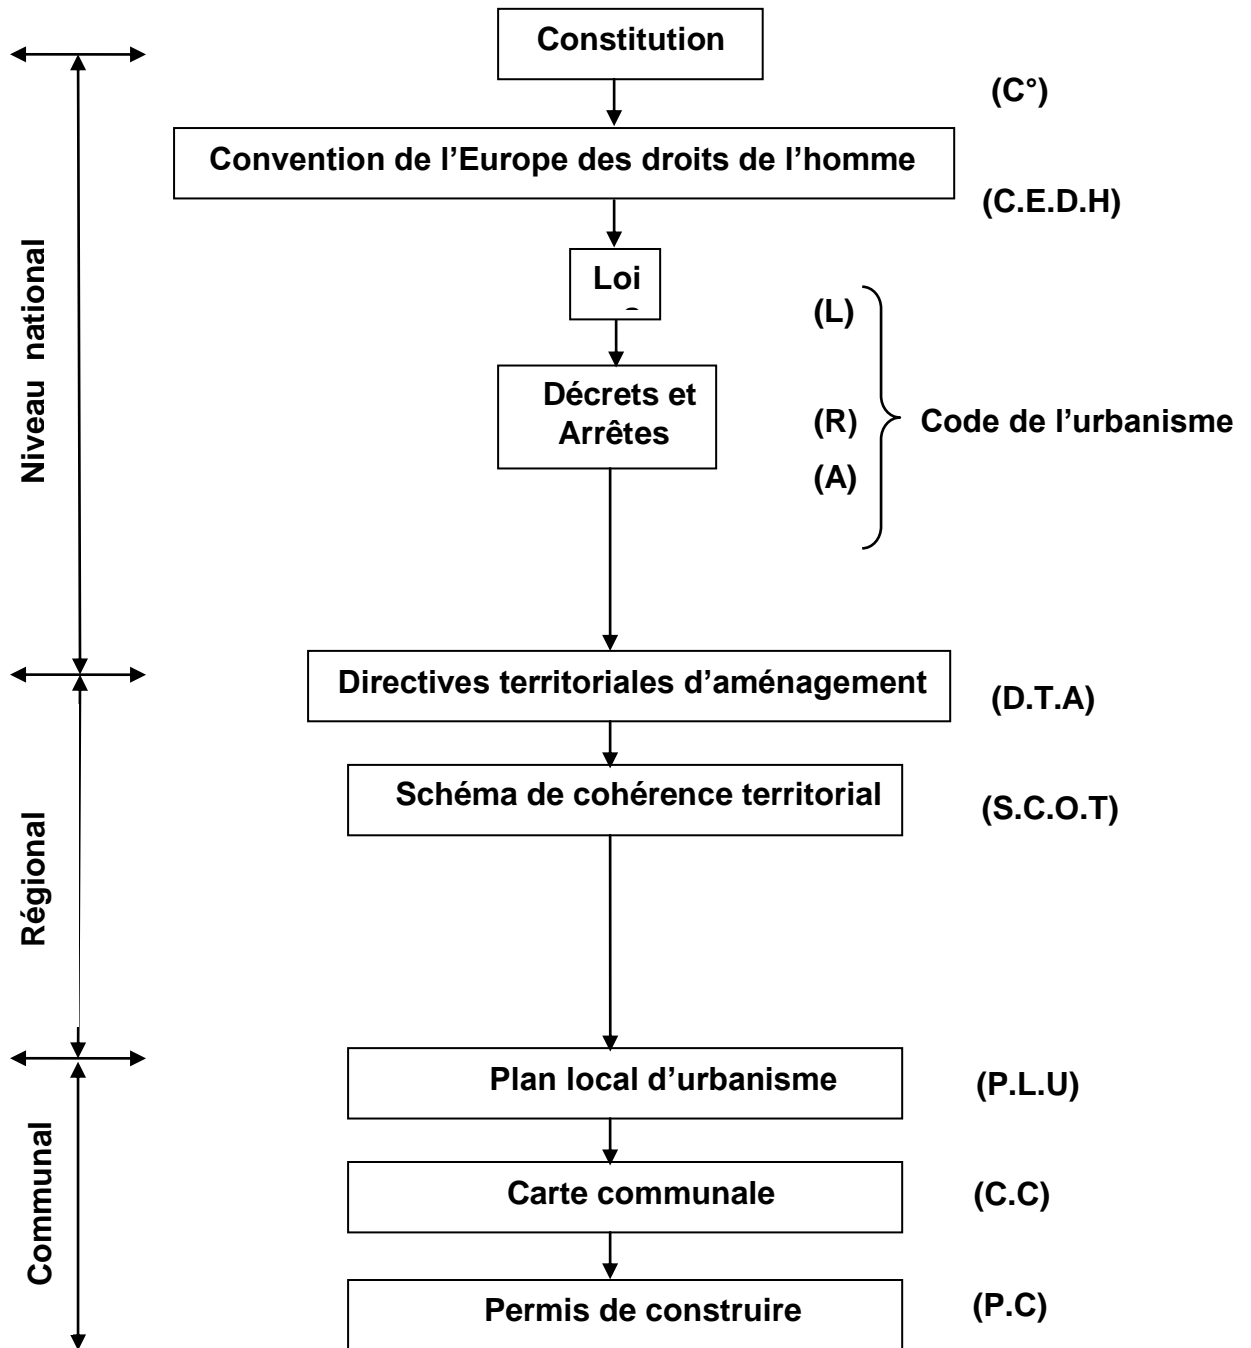 Constitution
(C°)
Convention de l’Europe des droits de l’homme
(C.E.D.H)
Niveau national
Loi
(L)
Décrets et
Arrêtes
(R)
(A)
Code de l’urbanisme
Directives territoriales d’aménagement
(D.T.A)
Schéma de cohérence territorial
(S.C.O.T)
Régional
Plan local d’urbanisme
(P.L.U)
Communal
Carte communale
(C.C)
Permis de construire
(P.C)